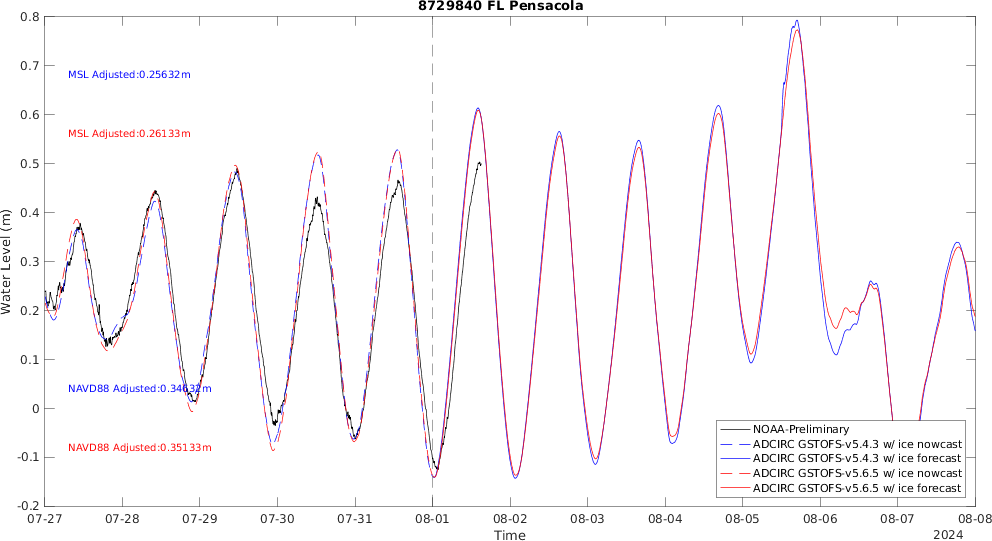 8729840 FL Pensacola
0.8
0.7
0.6
0.5
0.4
0.3
0.2
0.1
0
-0.1
-0.2
Water Level (m)
MSL Adjusted:0.25632m
MSL Adjusted:0.26133m
NAVD88 Adjusted:0.34632m
NAVD88 Adjusted:0.35133m
NOAA-Preliminary
ADCIRC GSTOFS-v5.4.3 w/ ice nowcast
ADCIRC GSTOFS-v5.4.3 w/ ice forecast
ADCIRC GSTOFS-v5.6.5 w/ ice nowcast
ADCIRC GSTOFS-v5.6.5 w/ ice forecast
07-27 07-28 07-29 07-30 07-31 08-01 08-02 08-03 08-04 08-05 08-06 08-07 08-08
Time
2024